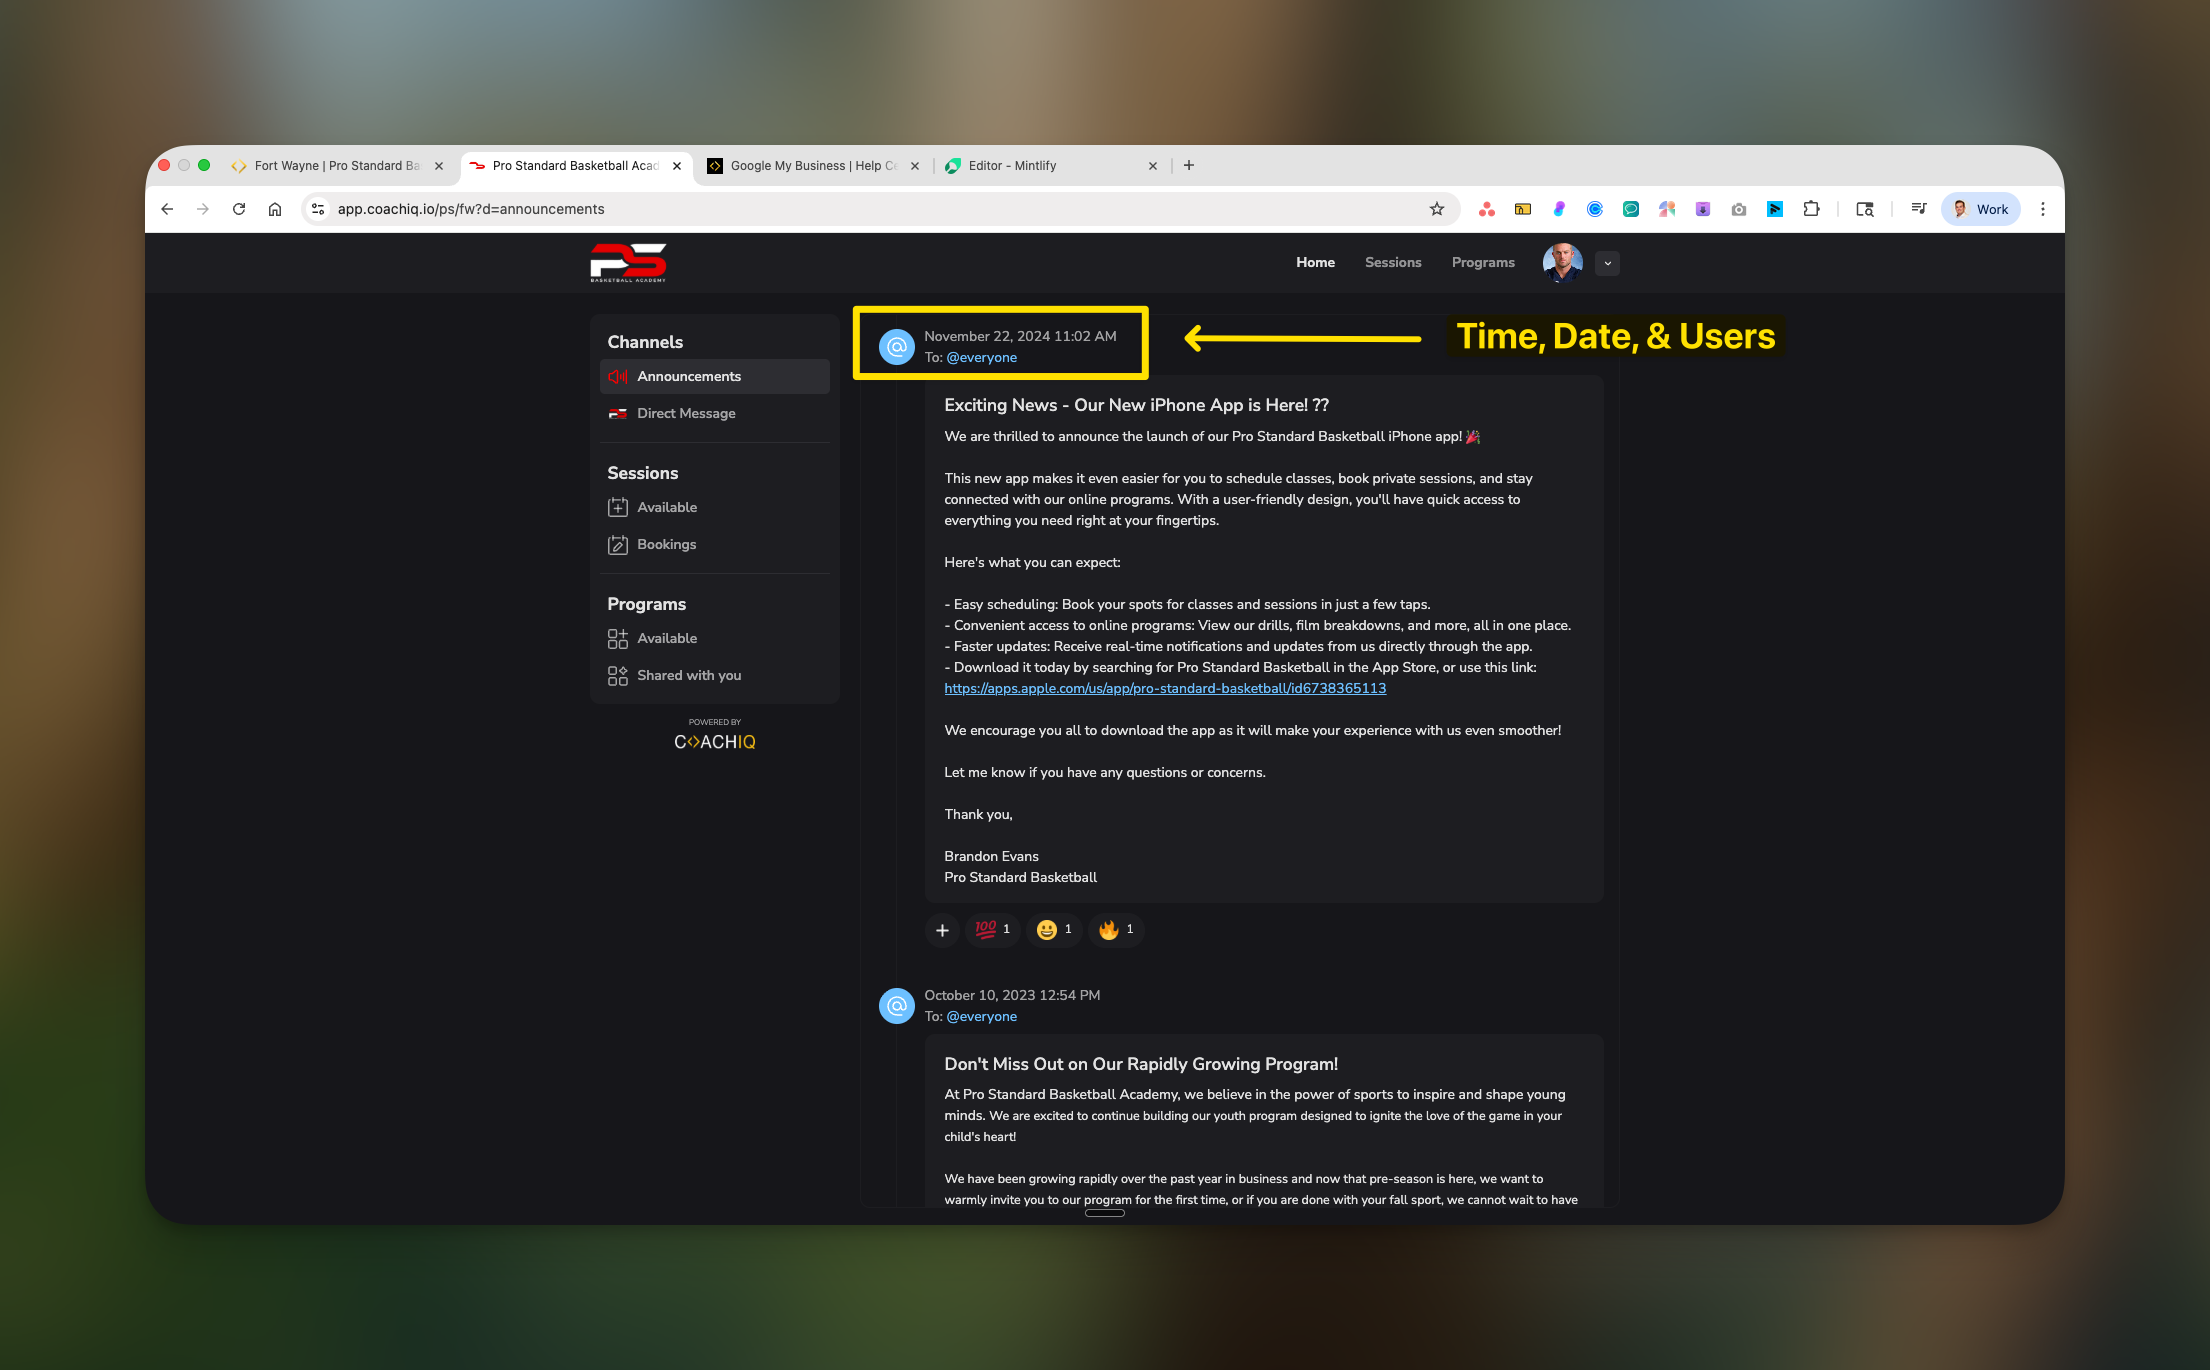 Fort Wayne | Pro Standard Ba
Pro Standard Basketball Acad
Google My Business | Help Ce
Editor - Mintlify
app.coachiq.io/ps/fw?d=announcements
Work
PS
BASKETBALL ACADEMY
Home
Sessions
Programs
Channels
Announcements
Direct Message
Sessions
Available
Bookings
Programs
Available
Shared with you
POWERED BY
COACHIQ
November 22, 2024 11:02 AM
To: @everyone
Time, Date, & Users
Exciting News - Our New iPhone App is Here! ??
We are thrilled to announce the launch of our Pro Standard Basketball iPhone app! 🎉
This new app makes it even easier for you to schedule classes, book private sessions, and stay
connected with our online programs. With a user-friendly design, you'll have quick access to
everything you need right at your fingertips.
Here's what you can expect:
- Easy scheduling: Book your spots for classes and sessions in just a few taps.
- Convenient access to online programs: View our drills, film breakdowns, and more, all in one place.
- Faster updates: Receive real-time notifications and updates from us directly through the app.
- Download it today by searching for Pro Standard Basketball in the App Store, or use this link:
https://apps.apple.com/us/app/pro-standard-basketball/id6738365113
We encourage you all to download the app as it will make your experience with us even smoother!
Let me know if you have any questions or concerns.
Thank you,
Brandon Evans
Pro Standard Basketball
💯 1 😀 1 🔥 1
October 10, 2023 12:54 PM
To: @everyone
Don't Miss Out on Our Rapidly Growing Program!
At Pro Standard Basketball Academy, we believe in the power of sports to inspire and shape young
minds. We are excited to continue building our youth program designed to ignite the love of the game in your
child's heart!
We have been growing rapidly over the past year in business and now that pre-season is here, we want to
warmly invite you to our program for the first time, or if you are done with your fall sport, we cannot wait to have